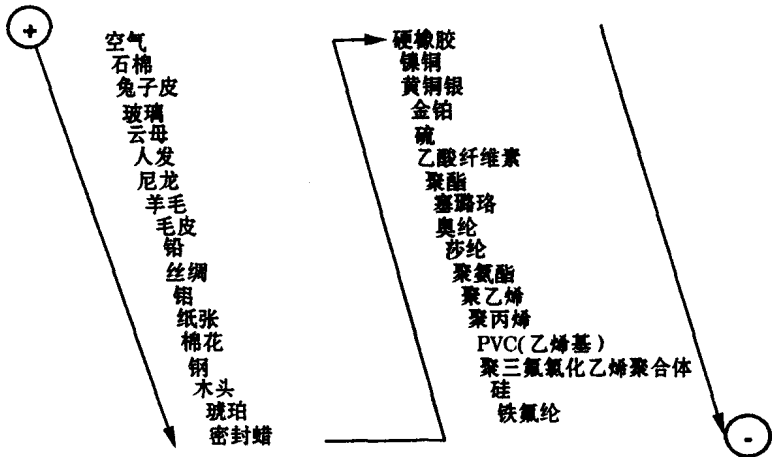 +
空气
石棉
兔子皮
玻璃
云母
人发
尼龙
羊毛
毛皮
铅
丝绸
铝
纸张
棉花
钢
木头
琥珀
密封蜡
硬橡胶
镍铜
黄铜银
金铂
硫
乙酸纤维素
聚酯
塞璐珞
奥纶
莎纶
聚氨酯
聚乙烯
聚丙烯
PVC(乙烯基)
聚三氟氯化乙烯聚合体
硅
铁氟纶
-